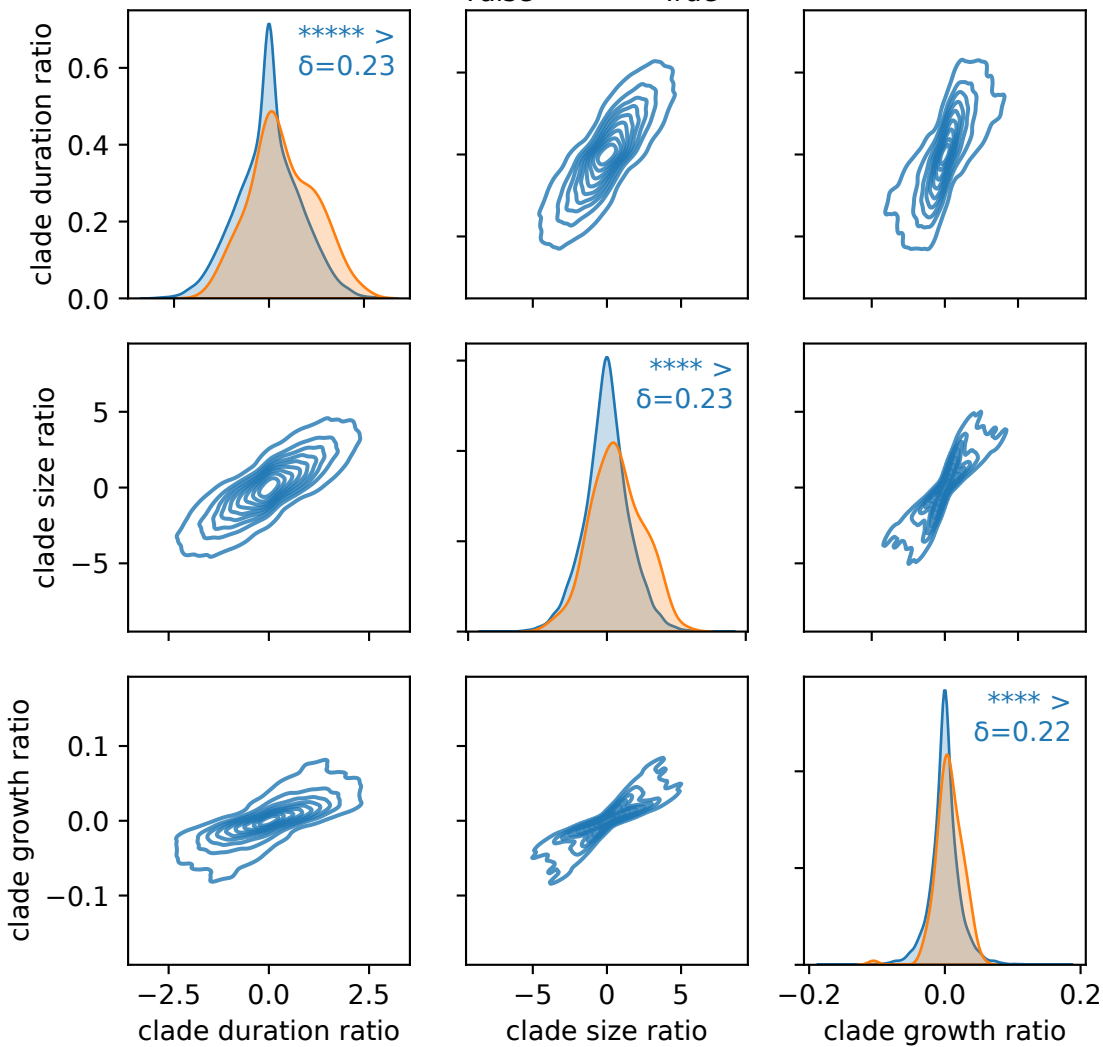 clade duration ratio
0.6
0.4
0.2
0.0
***** >
δ=0.23
clade size ratio
5
0
−5
**** >
δ=0.23
clade growth ratio
0.1
0.0
−0.1
**** >
δ=0.22
−2.5 0.0 2.5
−5 0 5
−0.2 0.0 0.2
clade duration ratio
clade size ratio
clade growth ratio